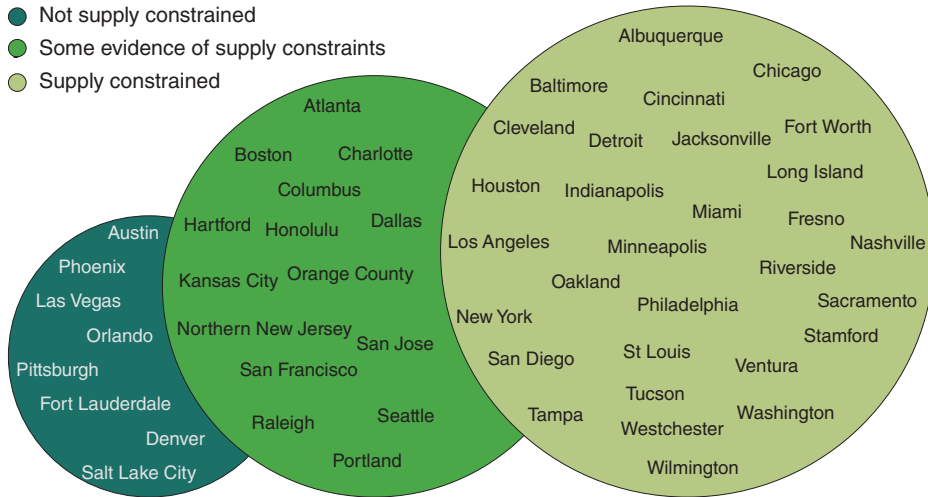 Not supply constrained
Some evidence of supply constraints
Supply constrained
Austin
Phoenix
Las Vegas
Orlando
Pittsburgh
Fort Lauderdale
Denver
Salt Lake City
Atlanta
Boston
Charlotte
Columbus
Hartford
Honolulu
Dallas
Kansas City
Orange County
Northern New Jersey
San Jose
San Francisco
Raleigh
Seattle
Portland
Albuquerque
Chicago
Baltimore
Cincinnati
Cleveland
Detroit
Jacksonville
Fort Worth
Long Island
Houston
Indianapolis
Miami
Fresno
Los Angeles
Minneapolis
Nashville
Riverside
Oakland
Philadelphia
Sacramento
New York
Stamford
San Diego
St Louis
Ventura
Tucson
Tampa
Westchester
Washington
Wilmington